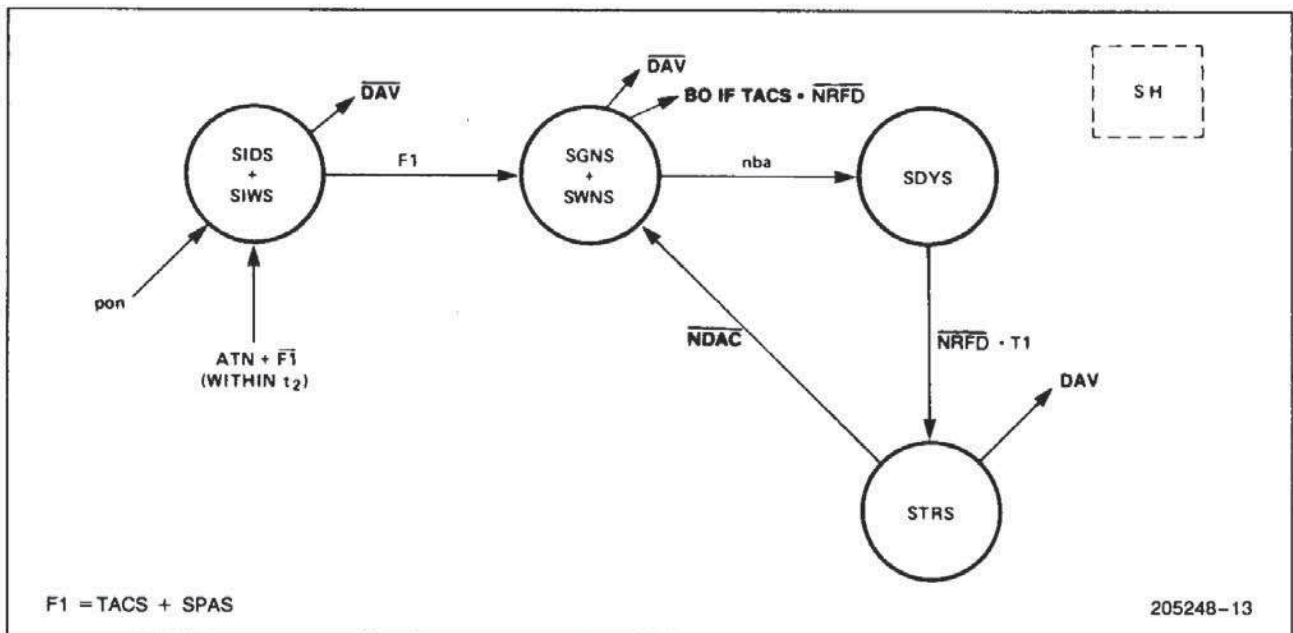 DAV
DAV
BO IF TACS • NRFD
SH
SIDS
+
SIWS
F1
SGNS
+
SWNS
nba
SDYS
pon
ATN + F1
(WITHIN t2)
NDAC
NRFD • T1
DAV
STRS
F1 = TACS + SPAS
205248-13